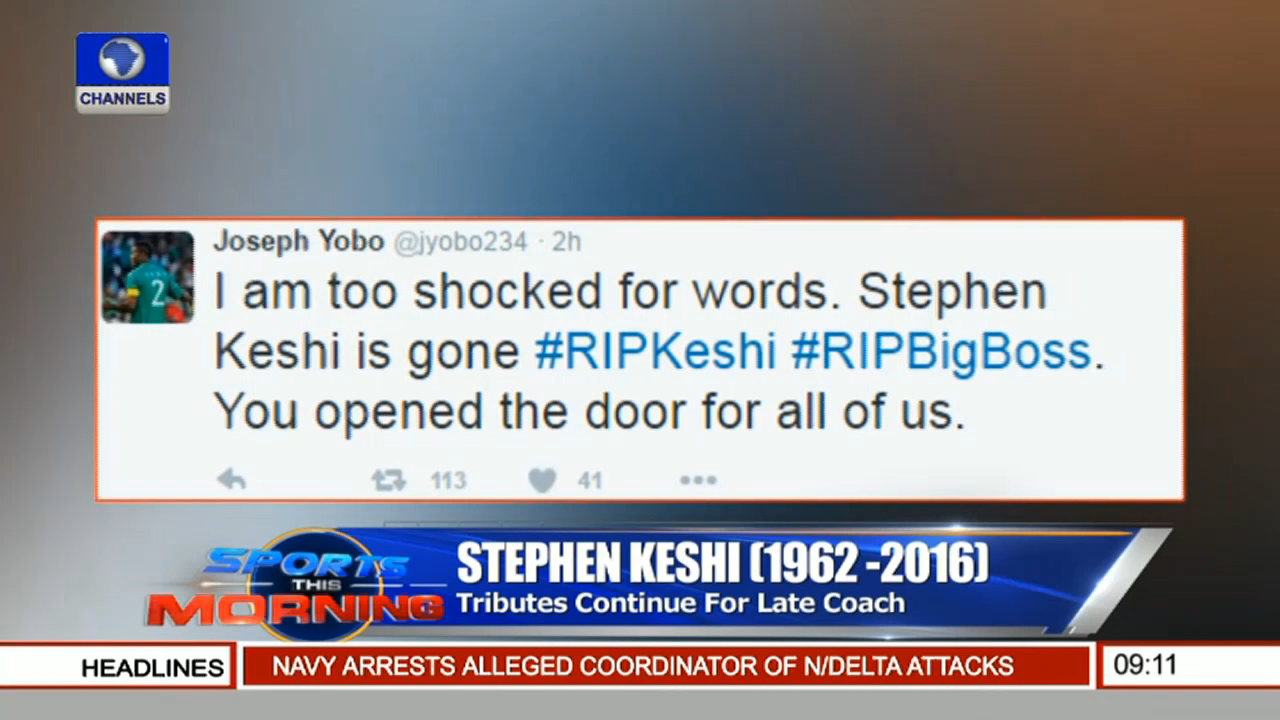 CHANNELS
Joseph Yobo @jyobo234 · 2h
I am too shocked for words. Stephen
Keshi is gone #RIPKeshi #RIPBigBoss.
You opened the door for all of us.
113 41
2
SPORTS
THIS
MORNING
STEPHEN KESHI (1962 -2016)
Tributes Continue For Late Coach
HEADLINES NAVY ARRESTS ALLEGED COORDINATOR OF N/DELTA ATTACKS 09:11